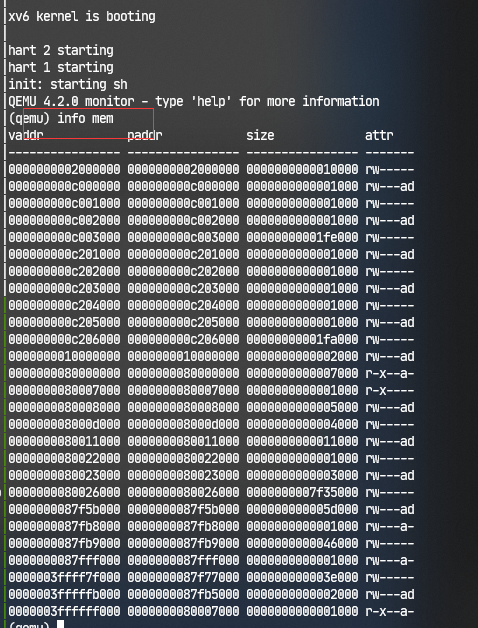 xv6 kernel is booting
hart 2 starting
hart 1 starting
init: starting sh
QEMU 4.2.0 monitor - type 'help' for more information
(qemu) info mem
vaddr            paddr            size             attr
---------------- ---------------- ---------------- -------
0000000002000000 0000000002000000 0000000000010000 rw-----
000000000c000000 000000000c000000 0000000000001000 rw---ad
000000000c001000 000000000c001000 0000000000001000 rw-----
000000000c002000 000000000c002000 0000000000001000 rw---ad
000000000c003000 000000000c003000 00000000001fe000 rw-----
000000000c201000 000000000c201000 0000000000001000 rw---ad
000000000c202000 000000000c202000 0000000000001000 rw-----
000000000c203000 000000000c203000 0000000000001000 rw---ad
000000000c204000 000000000c204000 0000000000001000 rw-----
000000000c205000 000000000c205000 0000000000001000 rw---ad
000000000c206000 000000000c206000 00000000001fa000 rw-----
0000000010000000 0000000010000000 0000000000002000 rw---ad
0000000080000000 0000000080000000 0000000000007000 r-x--a-
0000000080007000 0000000080007000 0000000000001000 r-x----
0000000080008000 0000000080008000 0000000000005000 rw---ad
000000008000d000 000000008000d000 0000000000004000 rw-----
0000000080011000 0000000080011000 0000000000011000 rw---ad
0000000080022000 0000000080022000 0000000000001000 rw-----
0000000080023000 0000000080023000 0000000000003000 rw---ad
0000000080026000 0000000080026000 0000000007f35000 rw-----
0000000087f5b000 0000000087f5b000 000000000005d000 rw---ad
0000000087fb8000 0000000087fb8000 0000000000001000 rw---a-
0000000087fb9000 0000000087fb9000 0000000000046000 rw-----
0000000087fff000 0000000087fff000 0000000000001000 rw---a-
0000003ffff7f000 0000000087f77000 000000000003e000 rw-----
0000003fffffb000 0000000087fb5000 0000000000002000 rw---ad
0000003ffffff000 0000000080007000 0000000000001000 r-x--a-
(qemu)